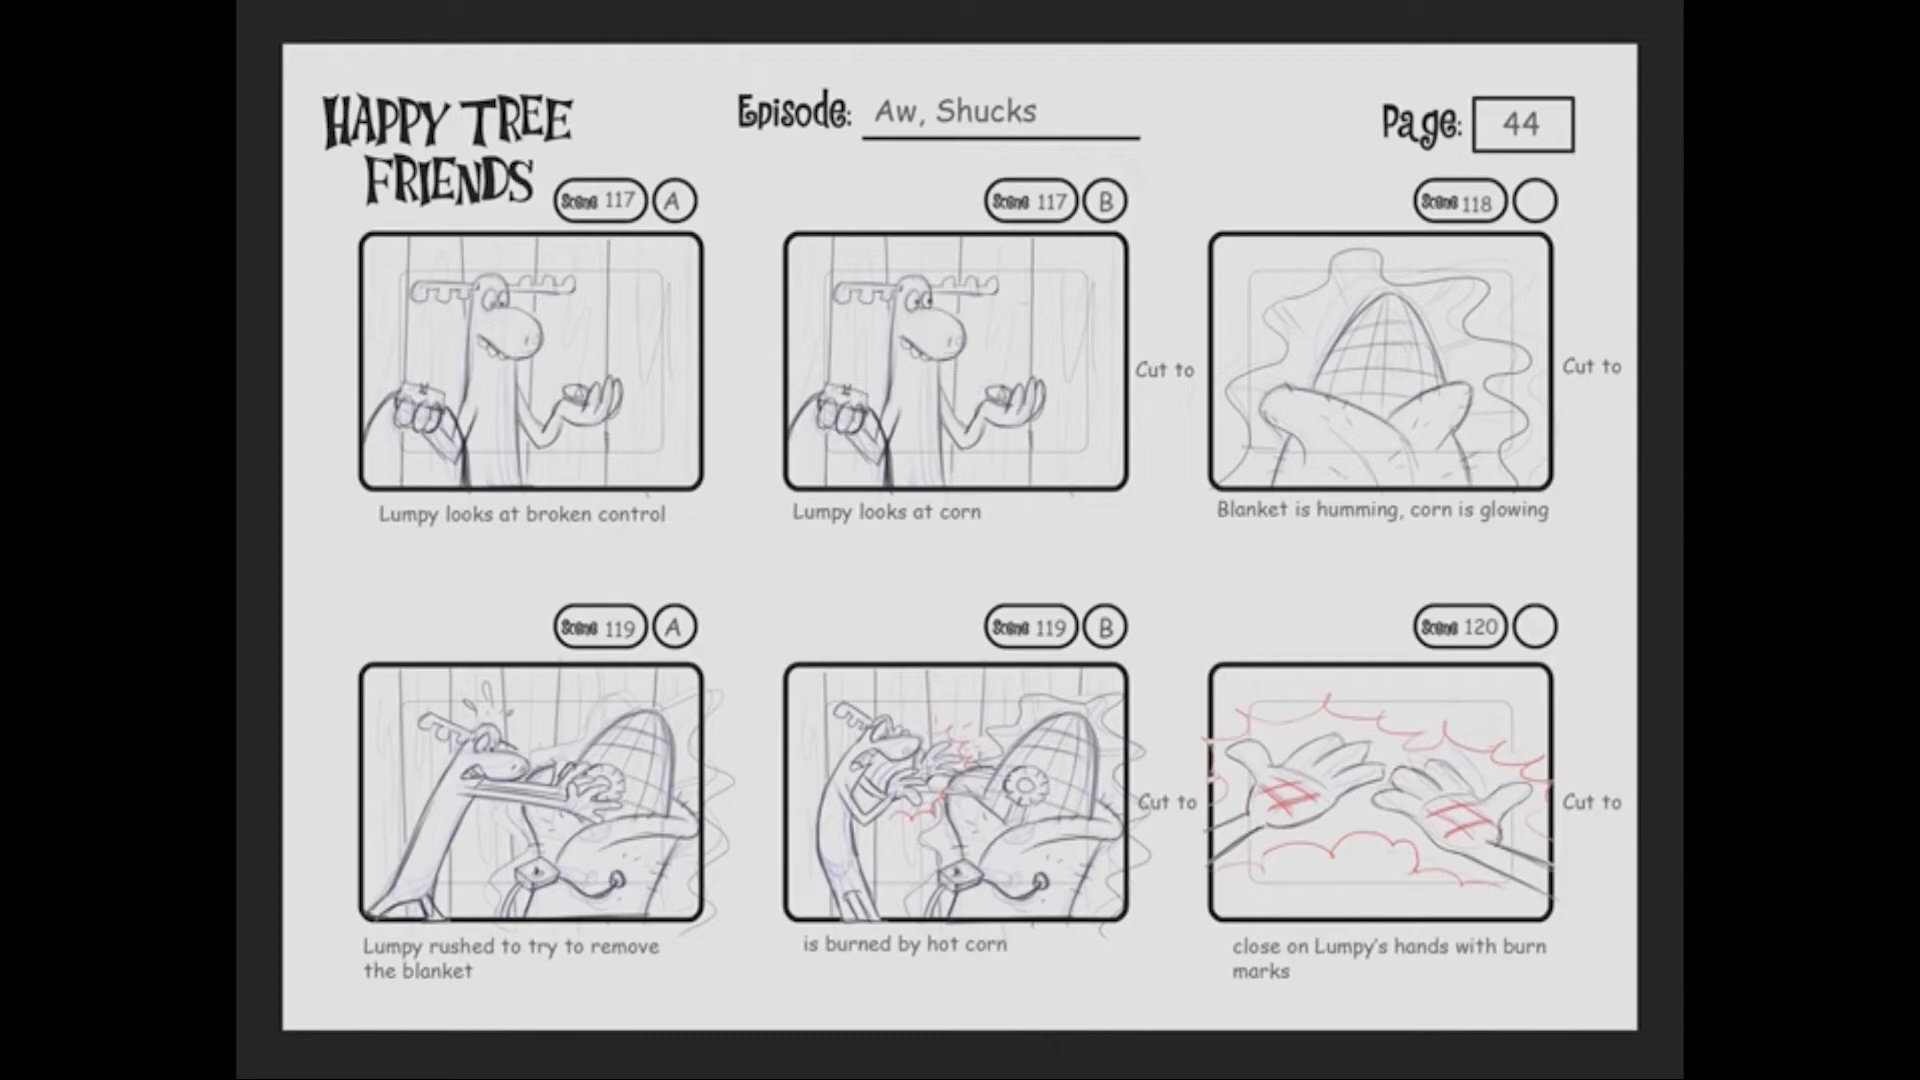 HAPPY TREE
FRIENDS
Episode: Aw, Shucks
Page: 44
Scene 117 A
Scene 117 B
Scene 118
Cut to
Cut to
Lumpy looks at broken control
Lumpy looks at corn
Blanket is humming, corn is glowing
Scene 119 A
Scene 119 B
Scene 120
Cut to
Cut to
Lumpy rushed to try to remove
the blanket
is burned by hot corn
close on Lumpy's hands with burn
marks